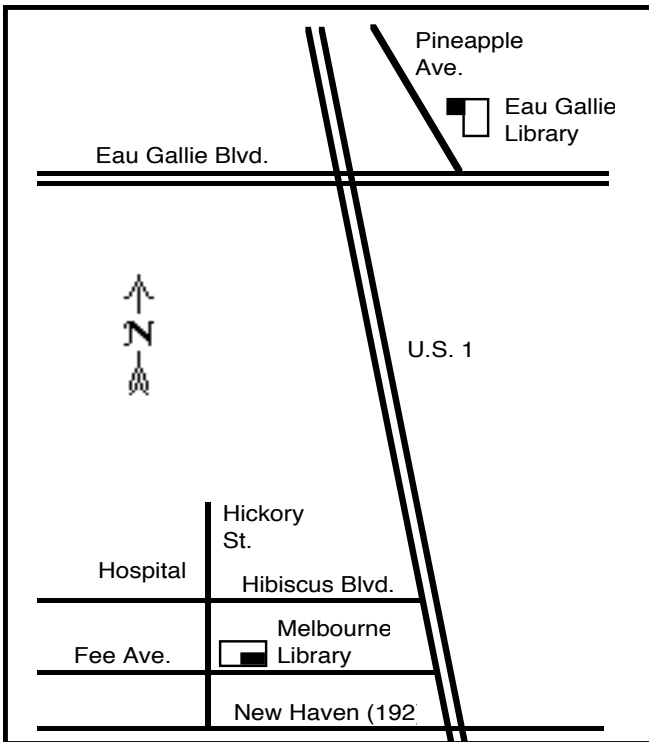 Pineapple
Ave.
Eau Gallie
Library
Eau Gallie Blvd.
N
U.S. 1
Hickory
St.
Hospital
Hibiscus Blvd.
Melbourne
Library
Fee Ave.
New Haven (192